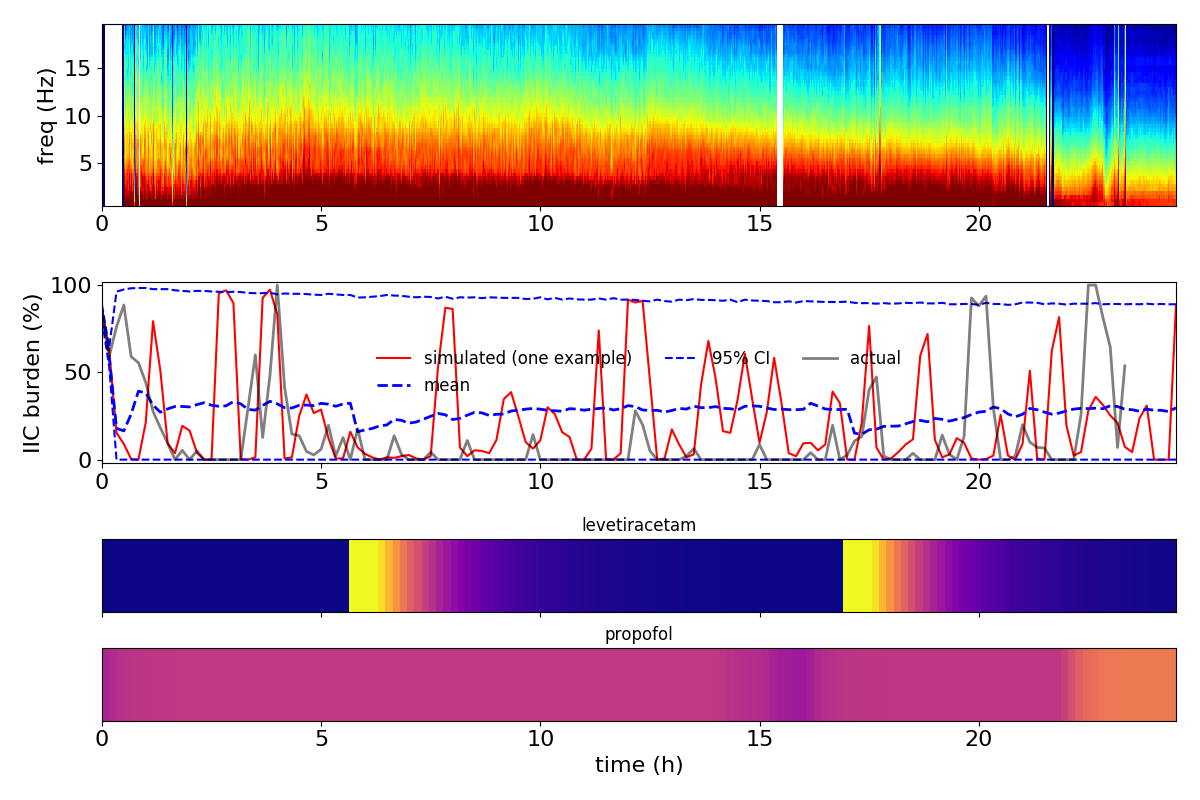 freq (Hz)
15
10
5
0 5 10 15 20
IIC burden (%)
100
50
0
simulated (one example) 95% CI actual
mean
0 5 10 15 20
levetiracetam
propofol
0 5 10 15 20
time (h)